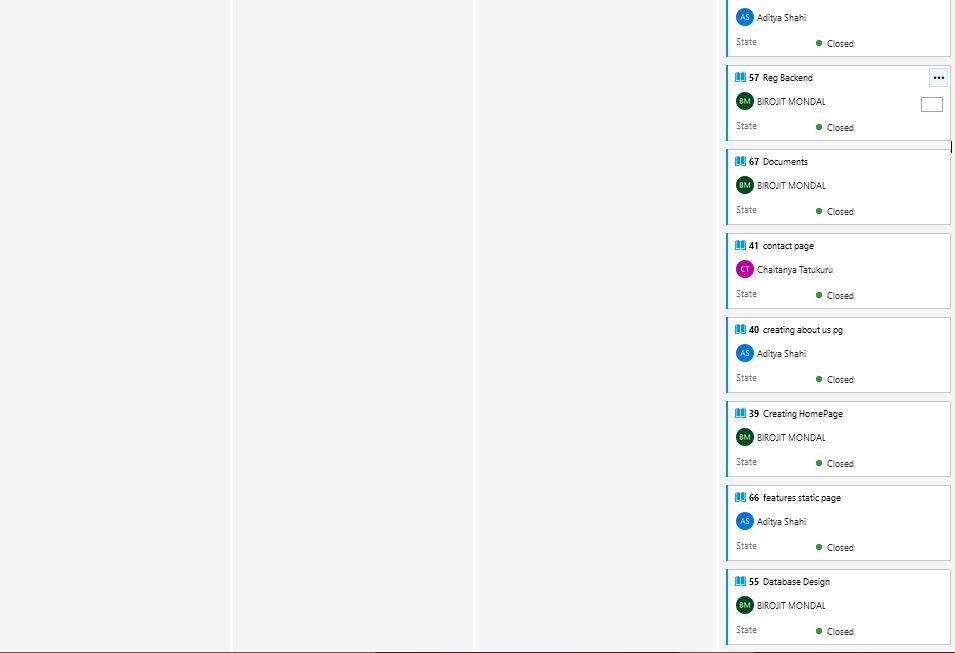 AS Aditya Shahi
State Closed
57 Reg Backend
BM BIROJIT MONDAL
State Closed
67 Documents
BM BIROJIT MONDAL
State Closed
41 contact page
CT Chaitanya Tatukuru
State Closed
40 creating about us pg
AS Aditya Shahi
State Closed
39 Creating HomePage
BM BIROJIT MONDAL
State Closed
66 features static page
AS Aditya Shahi
State Closed
55 Database Design
BM BIROJIT MONDAL
State Closed